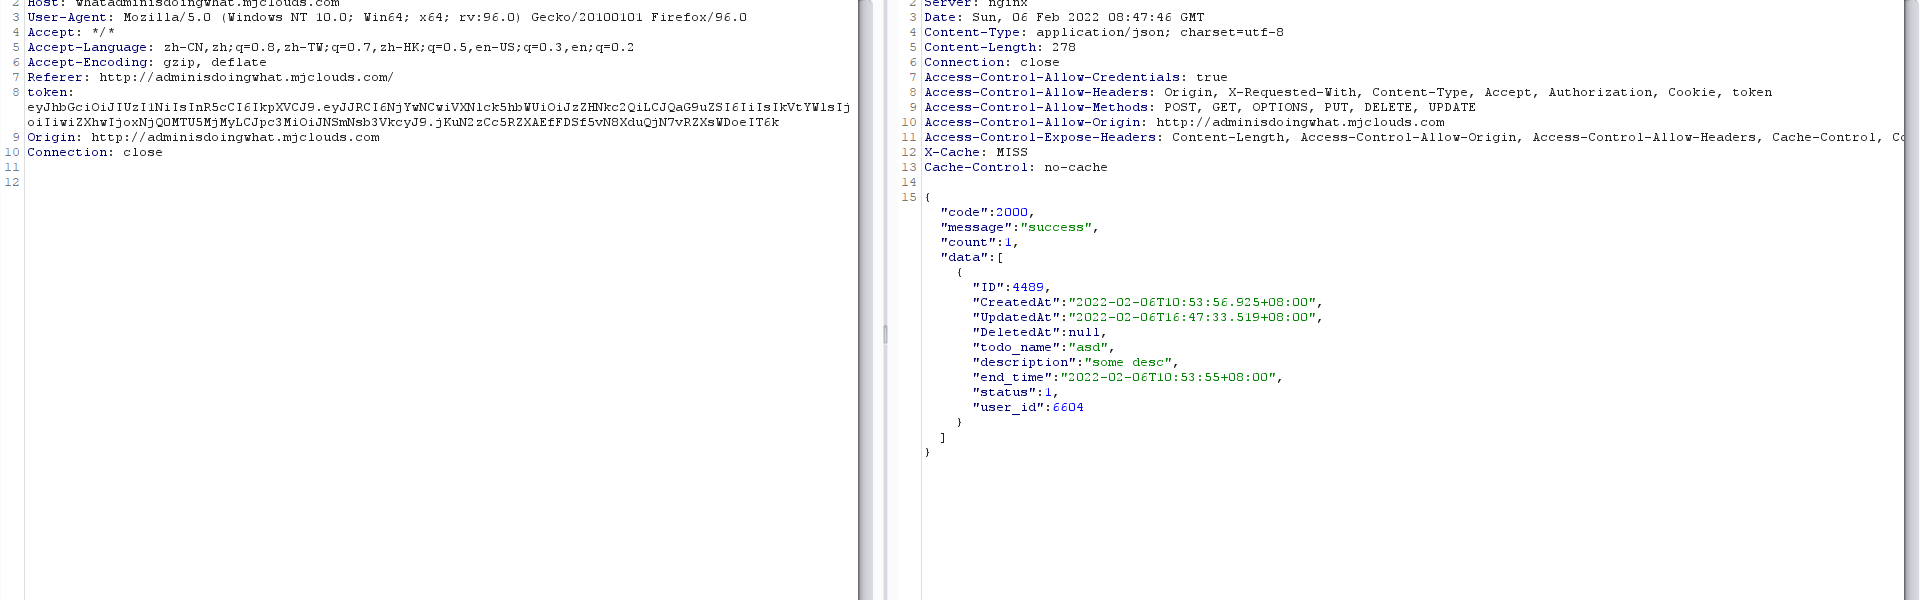 2 Host: whatadminisdoingwhat.mjclouds.com
3 User-Agent: Mozilla/5.0 (Windows NT 10.0; Win64; x64; rv:96.0) Gecko/20100101 Firefox/96.0
4 Accept: */*
5 Accept-Language: zh-CN,zh;q=0.8,zh-TW;q=0.7,zh-HK;q=0.5,en-US;q=0.3,en;q=0.2
6 Accept-Encoding: gzip, deflate
7 Referer: http://adminisdoingwhat.mjclouds.com/
8 token:
eyJhbGciOiJIUzI1NiIsInR5cCI6IkpXVCJ9.eyJJRCI6NjYwNCwiVXNlck5hbWUiOiJzZHNkc2QiLCJQaG9uZSI6IiIsIkVtYWlsIj
oiIiwiZXhwIjoxNjQ0MTU5MjMyLCJpc3MiOiJNSmNsb3VkcyJ9.jKuN2zCc5RZXAEfFDSf5vN8XduQjN7vRZXsWDoeIT6k
9 Origin: http://adminisdoingwhat.mjclouds.com
10 Connection: close
11
12
2 Server: nginx
3 Date: Sun, 06 Feb 2022 08:47:46 GMT
4 Content-Type: application/json; charset=utf-8
5 Content-Length: 278
6 Connection: close
7 Access-Control-Allow-Credentials: true
8 Access-Control-Allow-Headers: Origin, X-Requested-With, Content-Type, Accept, Authorization, Cookie, token
9 Access-Control-Allow-Methods: POST, GET, OPTIONS, PUT, DELETE, UPDATE
10 Access-Control-Allow-Origin: http://adminisdoingwhat.mjclouds.com
11 Access-Control-Expose-Headers: Content-Length, Access-Control-Allow-Origin, Access-Control-Allow-Headers, Cache-Control, Co
12 X-Cache: MISS
13 Cache-Control: no-cache
14
15 {
"code":2000,
"message":"success",
"count":1,
"data":[
{
"ID":4489,
"CreatedAt":"2022-02-06T10:53:56.925+08:00",
"UpdatedAt":"2022-02-06T16:47:33.519+08:00",
"DeletedAt":null,
"todo_name":"asd",
"description":"some desc",
"end_time":"2022-02-06T10:53:55+08:00",
"status":1,
"user_id":6604
}
]
}